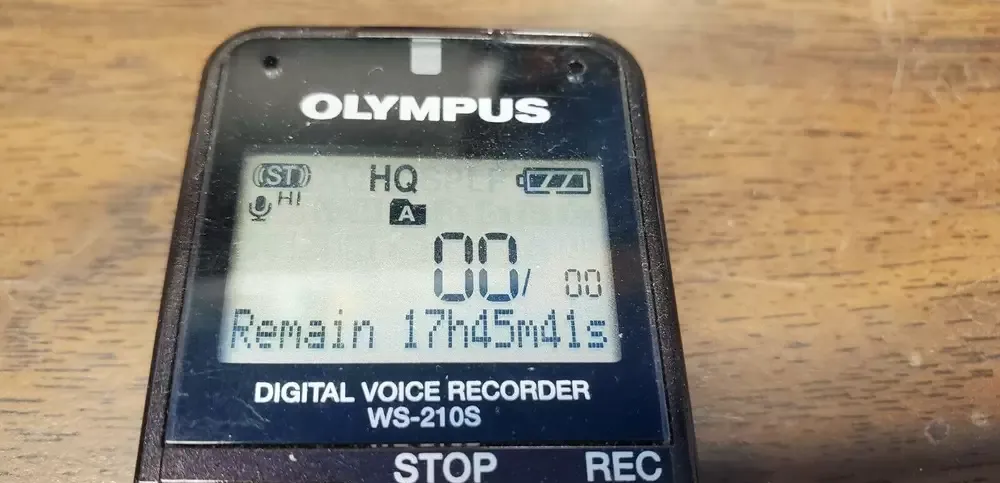 OLYMPUS
(ST) HQ
HI
A
00/ 00
Remain 17h45m41s
DIGITAL VOICE RECORDER
WS-210S
STOP REC